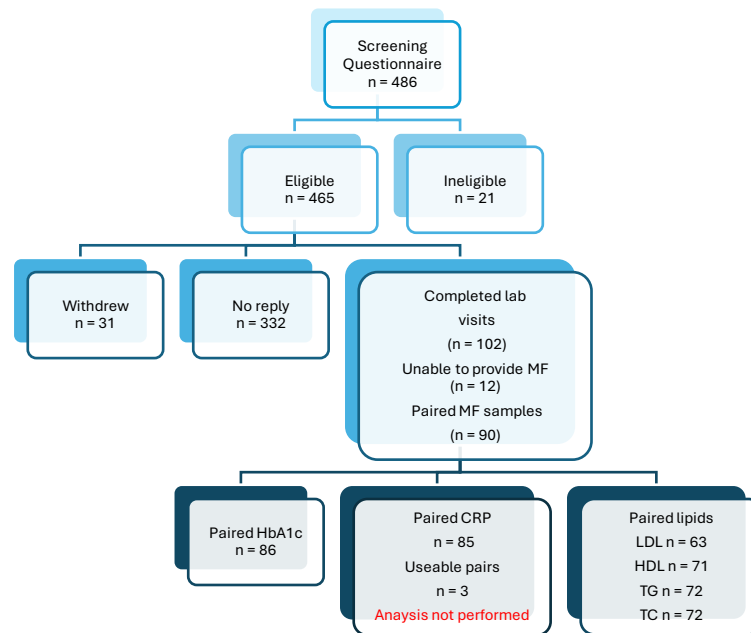 Screening
Questionnaire
n = 486
Eligible
n = 465
Ineligible
n = 21
Withdrew
n = 31
No reply
n = 332
Completed lab
visits
(n = 102)
Unable to provide MF
(n = 12)
Paired MF samples
(n = 90)
Paired HbA1c
n = 86
Paired CRP
n = 85
Useable pairs
n = 3
Anaysis not performed
Paired lipids
LDL n = 63
HDL n = 71
TG n = 72
TC n = 72